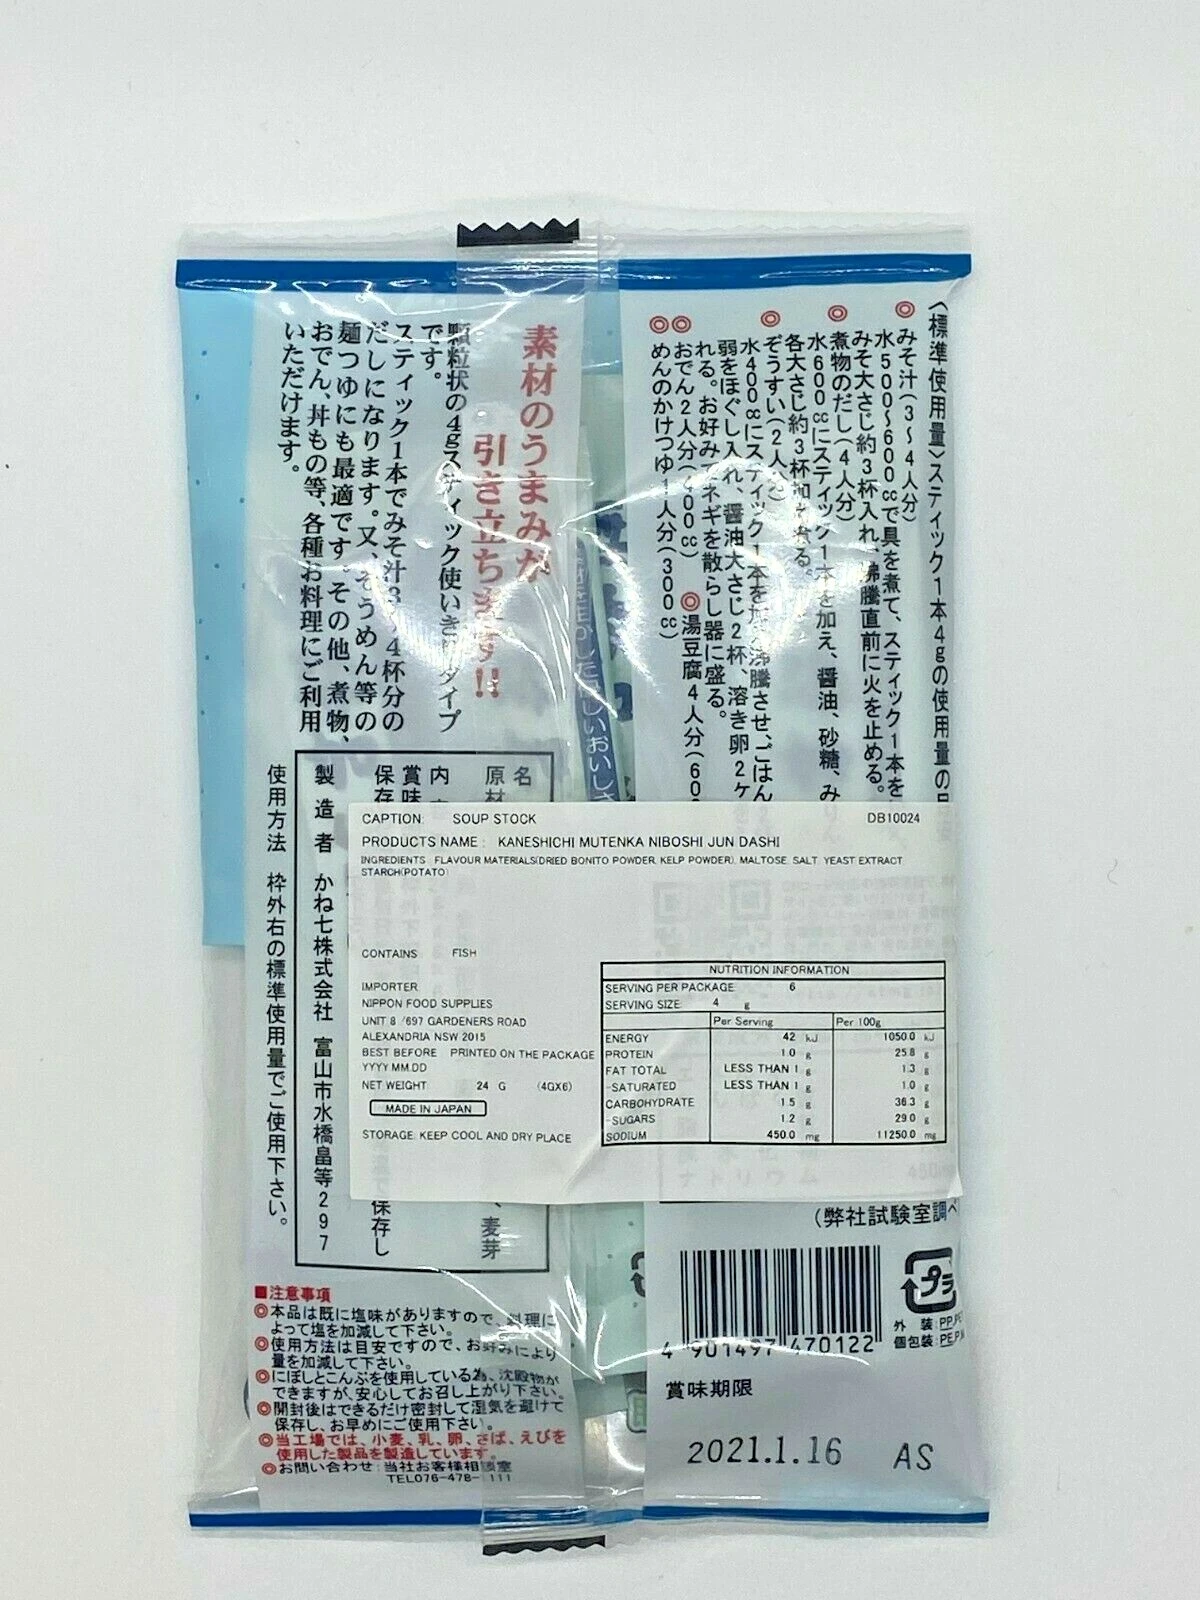 素材のうまみが
引き立ちます!!
顆粒状の4gスティック使いきりタイプ
です。
スティック1本でみそ汁3～4杯分の
だしになります。又、そうめん等の
麺つゆにも最適です。その他、煮物、
おでん、丼もの等、各種お料理にご利用
いただけます。
〈標準使用量〉スティック1本4gの使用量の目
◎みそ汁(3～4人分)
水500～600ccで具を煮て、スティック1本を
みそ大さじ約3杯入れ、沸騰直前に火を止める。
◎煮物のだし(4人分)
水600ccにスティック1本を加え、醤油、砂糖、みりん
各大さじ約3杯加え煮る。
◎ぞうすい(2人分)
水400ccにスティック1本を加え沸騰させ、ごはん
弱をほぐし入れ、醤油大さじ2杯、溶き卵2ケ
れる。お好みでネギを散らし器に盛る。
◎おでん2人分(400cc) ◎湯豆腐4人分(60
◎めんのかけつゆ1人分(300cc)
名
原材
麦芽
内
賞味
保存
保存し
製造者 かね七株式会社 富山市水橋畠等297
使用方法 枠外右の標準使用量でご使用下さい。
CAPTION: SOUP STOCK DB10024
PRODUCTS NAME : KANESHICHI MUTENKA NIBOSHI JUN DASHI
INGREDIENTS FLAVOUR MATERIALS(DRIED BONITO POWDER, KELP POWDER), MALTOSE, SALT, YEAST EXTRACT
STARCH(POTATO)
CONTAINS FISH
IMPORTER
NIPPON FOOD SUPPLIES
UNIT 8 /697 GARDENERS ROAD
ALEXANDRIA NSW 2015
BEST BEFORE PRINTED ON THE PACKAGE
YYYY.MM.DD
NET WEIGHT 24 G (4GX6)
MADE IN JAPAN
STORAGE: KEEP COOL AND DRY PLACE
NUTRITION INFORMATION
SERVING PER PACKAGE: 6
SERVING SIZE: 4 g
Per Serving Per 100g
ENERGY 42 kJ 1050.0 kJ
PROTEIN 1.0 g 25.8 g
FAT TOTAL LESS THAN 1 g 1.3 g
-SATURATED LESS THAN 1 g 1.0 g
CARBOHYDRATE 1.5 g 36.3 g
-SUGARS 1.2 g 29.0 g
SODIUM 450.0 mg 11250.0 mg
(弊社試験室調べ
4 901497 470122
プラ
外 装:PP,PE
個包装:PE,P
賞味期限
2021.1.16 AS
■注意事項
◎本品は既に塩味がありますので、料理に
よって塩を加減して下さい。
◎使用方法は目安ですので、お好みにより
量を加減して下さい。
◎にぼしとこんぶを使用している為、沈殿物が
できますが、安心してお召し上がり下さい。
◎開封後はできるだけ密封して湿気を避けて
保存し、お早めにご使用下さい。
◎当工場では、小麦、乳、卵、さば、えびを
使用した製品を製造しています。
◎お問い合わせ:当社お客様相談室
TEL076-478-